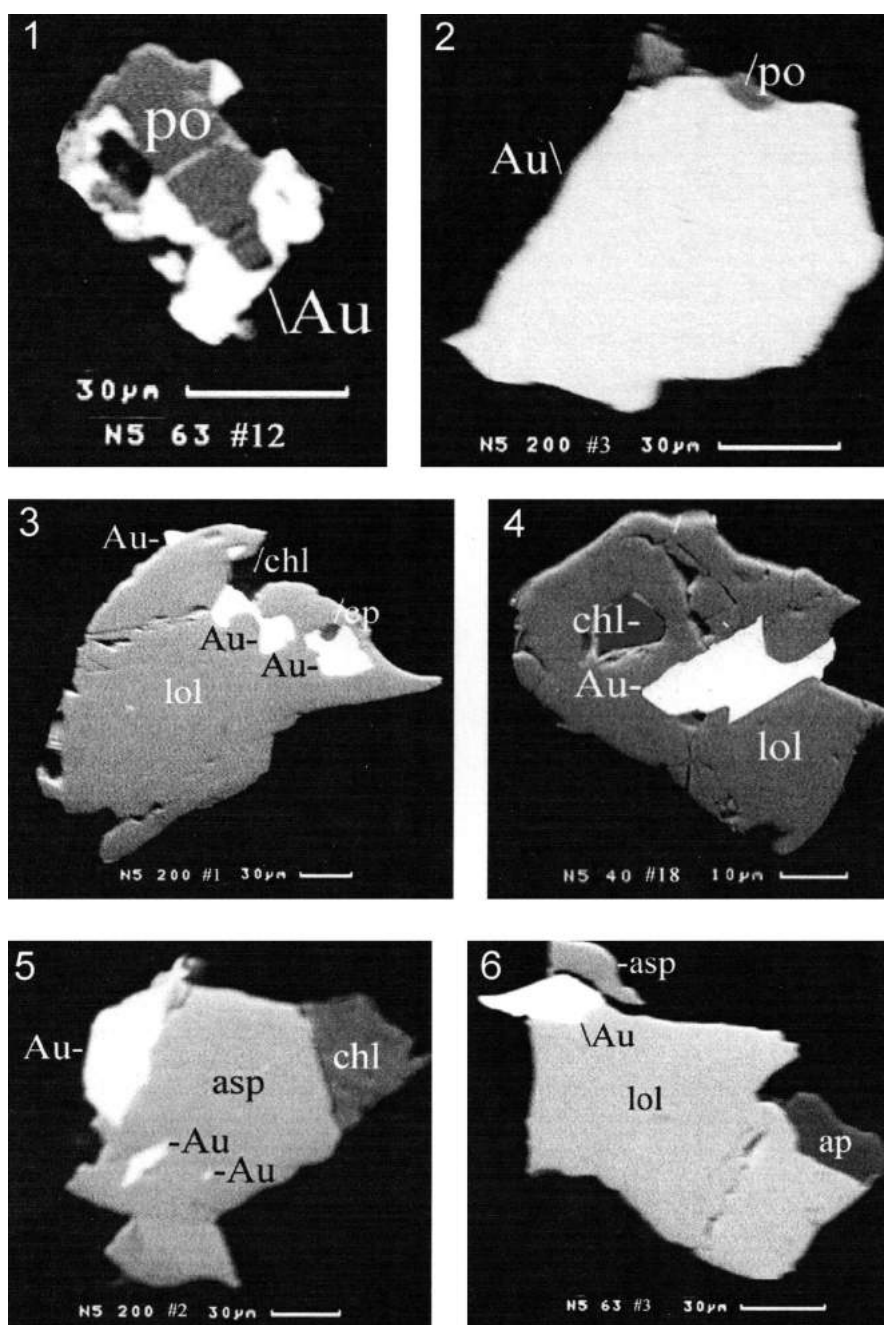 1
po
\Au
30µm
N5 63 #12
2
/po
Au\
N5 200 #3 30µm
3
Au-
/chl
/cp
Au-
Au-
lol
N5 200 #1 30µm
4
chl-
Au-
lol
N5 40 #18 10µm
5
Au-
asp
chl
-Au
-Au
N5 200 #2 30µm
6
-asp
\Au
lol
ap
N5 63 #3 30µm